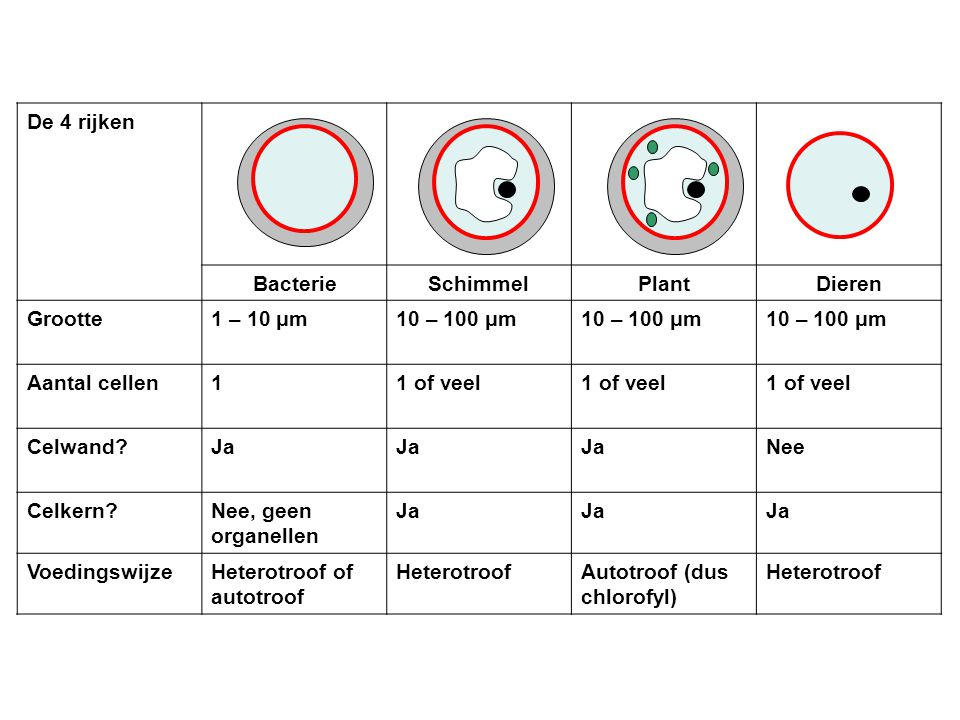 De 4 rijken
Bacterie Schimmel Plant Dieren
Grootte 1 – 10 μm 10 – 100 μm 10 – 100 μm 10 – 100 μm
Aantal cellen 1 1 of veel 1 of veel 1 of veel
Celwand? Ja Ja Ja Nee
Celkern? Nee, geen organellen Ja Ja Ja
Voedingswijze Heterotroof of autotroof Heterotroof Autotroof (dus chlorofyl) Heterotroof